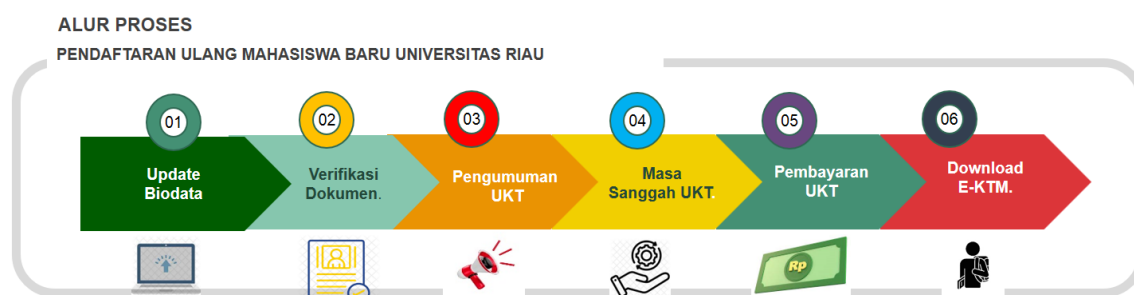 ALUR PROSES
PENDAFTARAN ULANG MAHASISWA BARU UNIVERSITAS RIAU
01
Update
Biodata
02
Verifikasi
Dokumen.
03
Pengumuman
UKT
04
Masa
Sanggah UKT.
05
Pembayaran
UKT
06
Download
E-KTM.
Rp